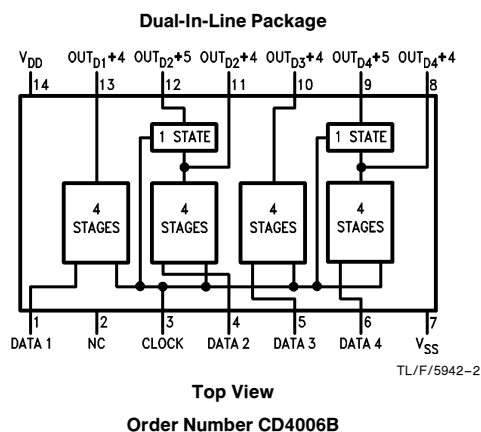 Dual-In-Line Package
VDD OUTD1+4 OUTD2+5 OUTD2+4 OUTD3+4 OUTD4+5 OUTD4+4
14 13 12 11 10 9 8
1 STATE 1 STATE
4 4 4 4
STAGES STAGES STAGES STAGES
1 2 3 4 5 6 7
DATA 1 NC CLOCK DATA 2 DATA 3 DATA 4 VSS
TL/F/5942–2
Top View
Order Number CD4006B